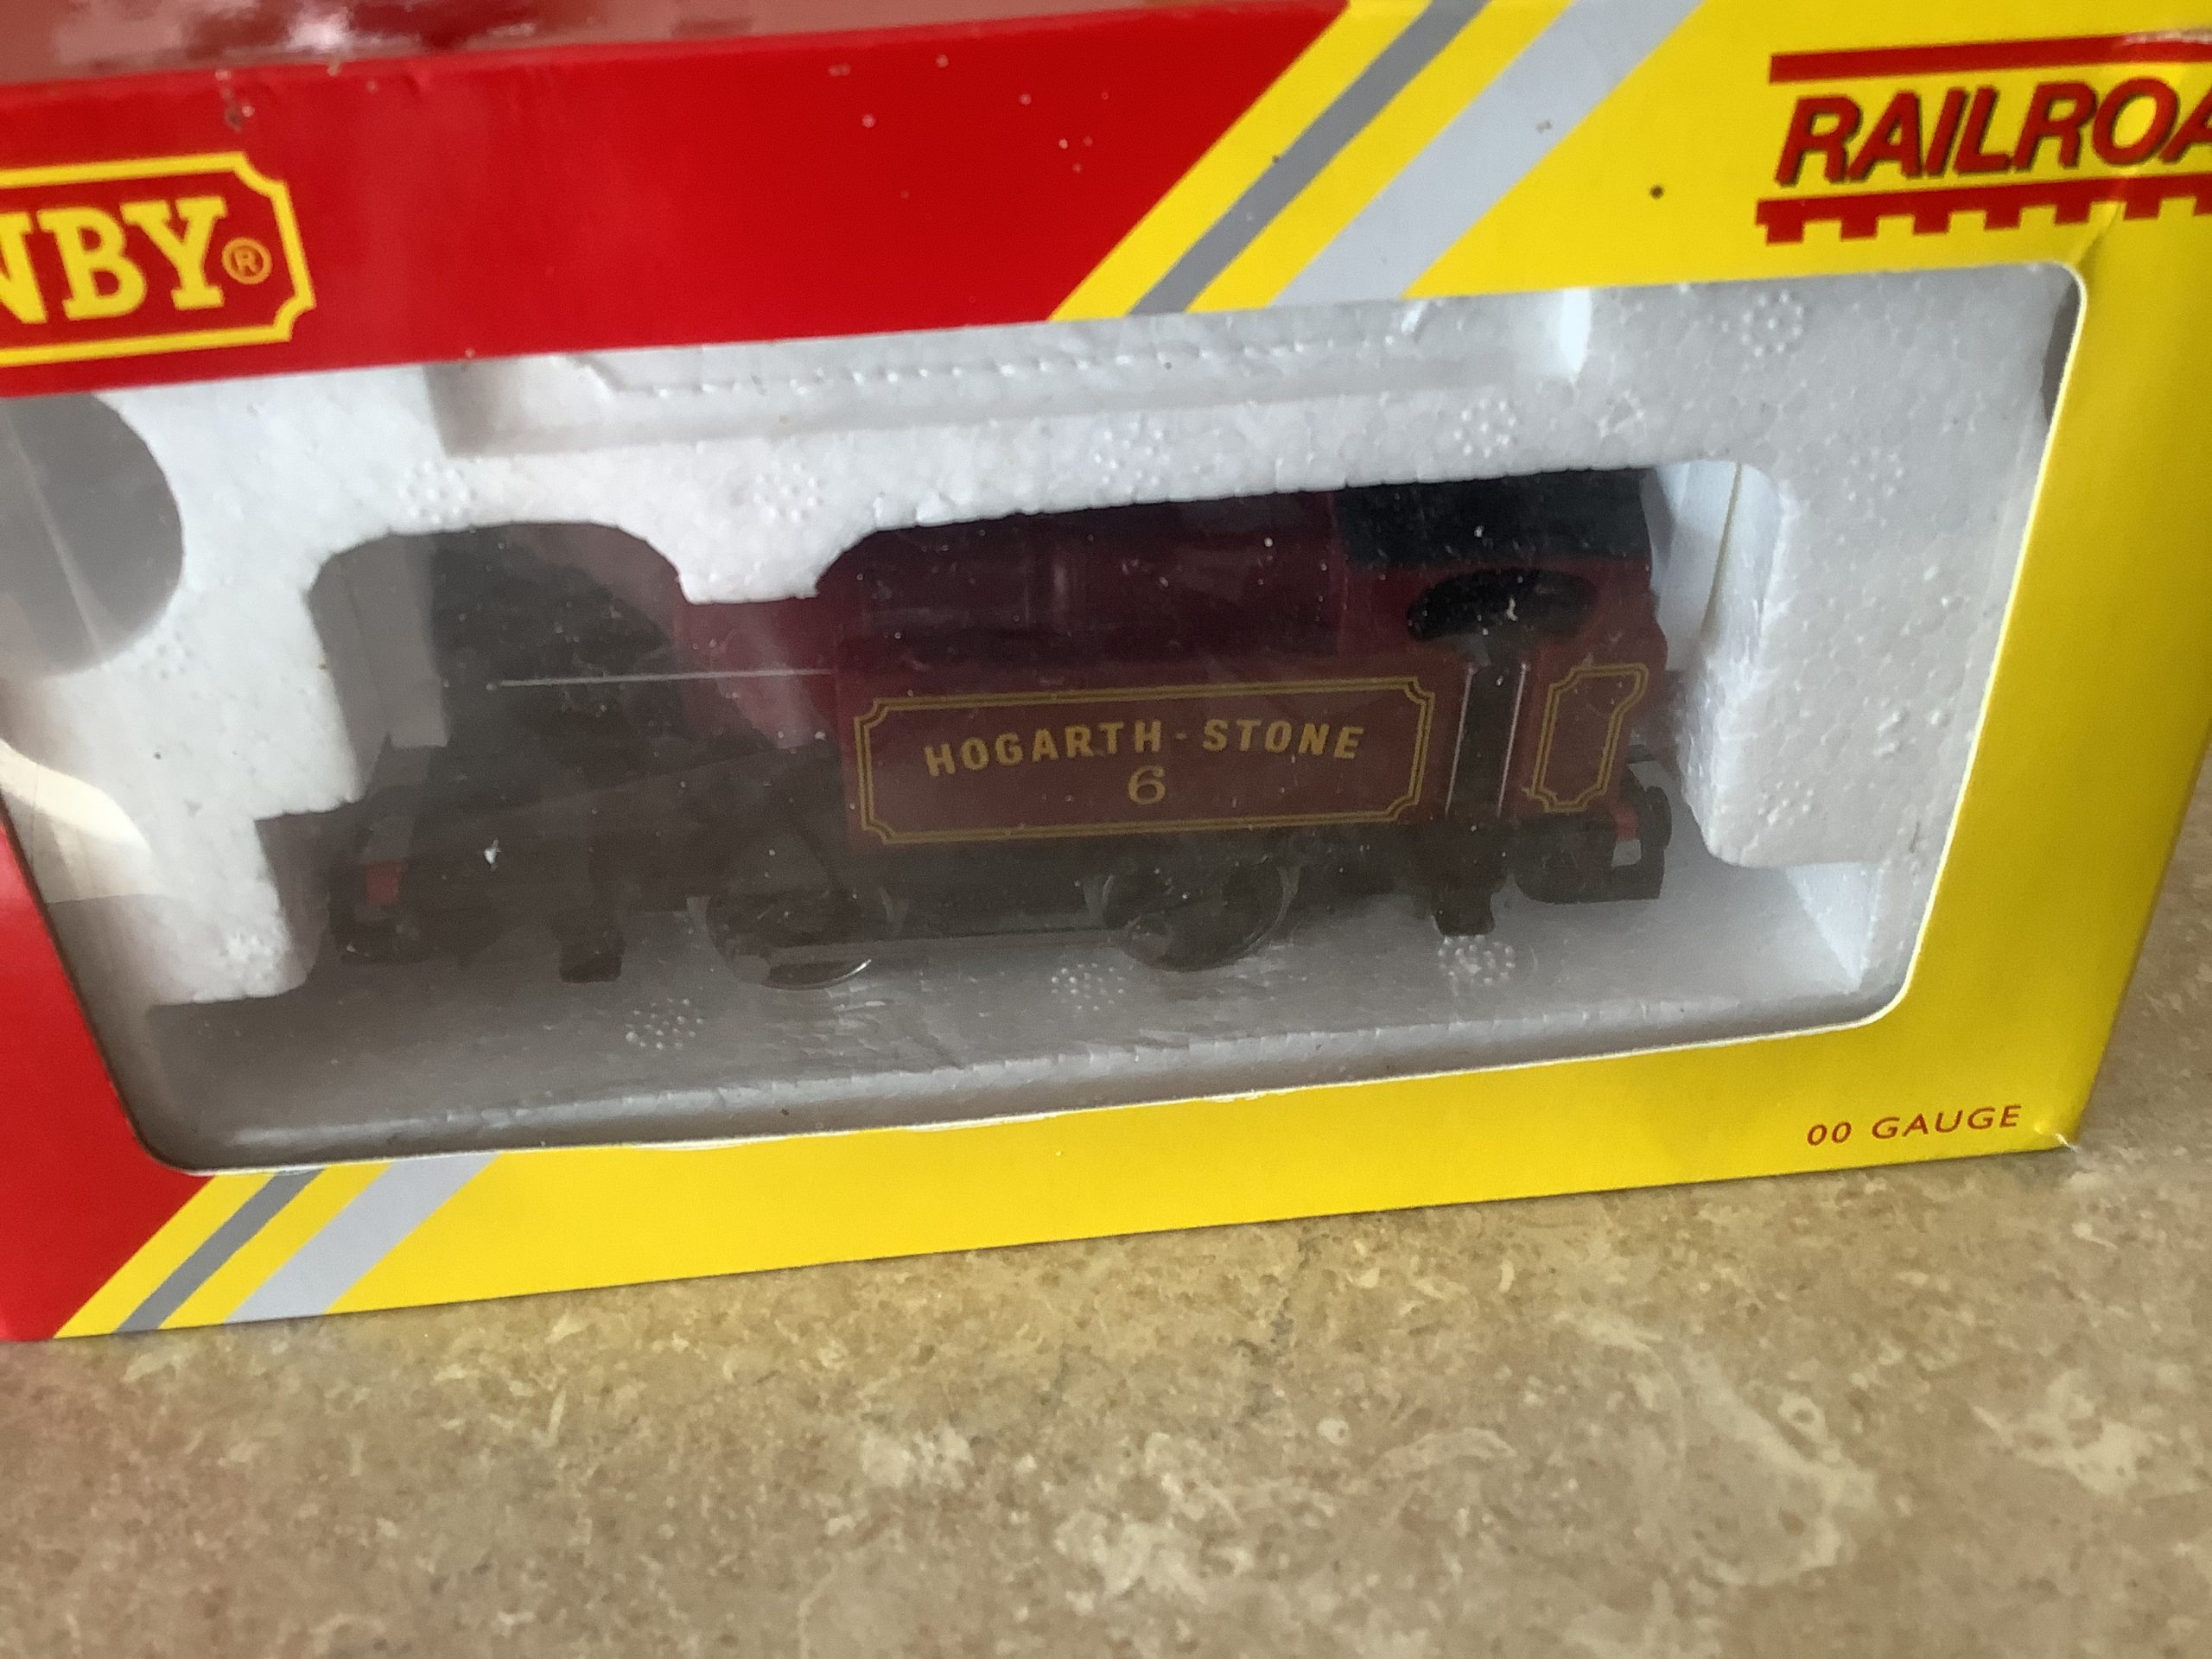 NBY®
RAILROA
HOGARTH-STONE
6
00 GAUGE